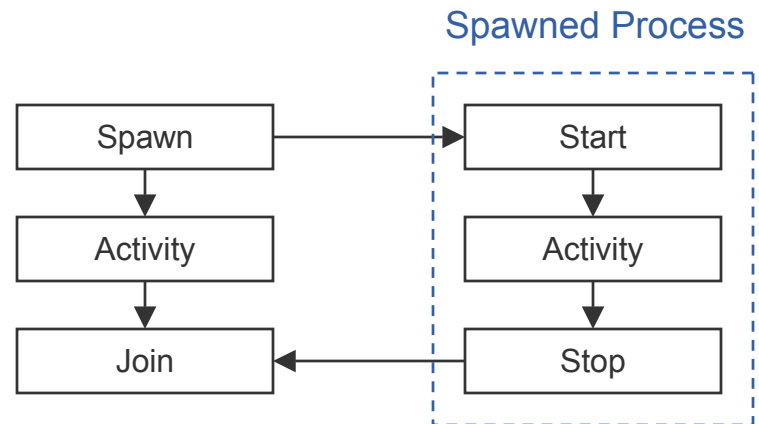 Spawned Process
Spawn
Start
Activity
Activity
Join
Stop